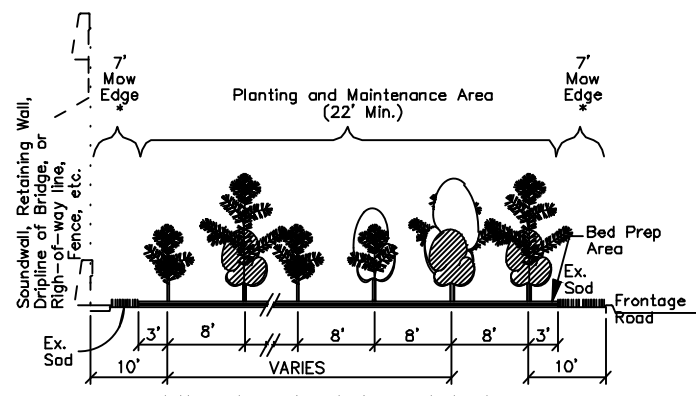 7'
Mow
Edge
*
Planting and Maintenance Area
(22' Min.)
7'
Mow
Edge
*
Soundwall, Retaining Wall,
Dripline of Bridge, or
Righ-of-way line,
Fence, etc.
Bed Prep
Area
Ex.
Sod
Frontage
Road
Ex.
Sod
3'
8'
8'
8'
8'
3'
10'
VARIES
10'